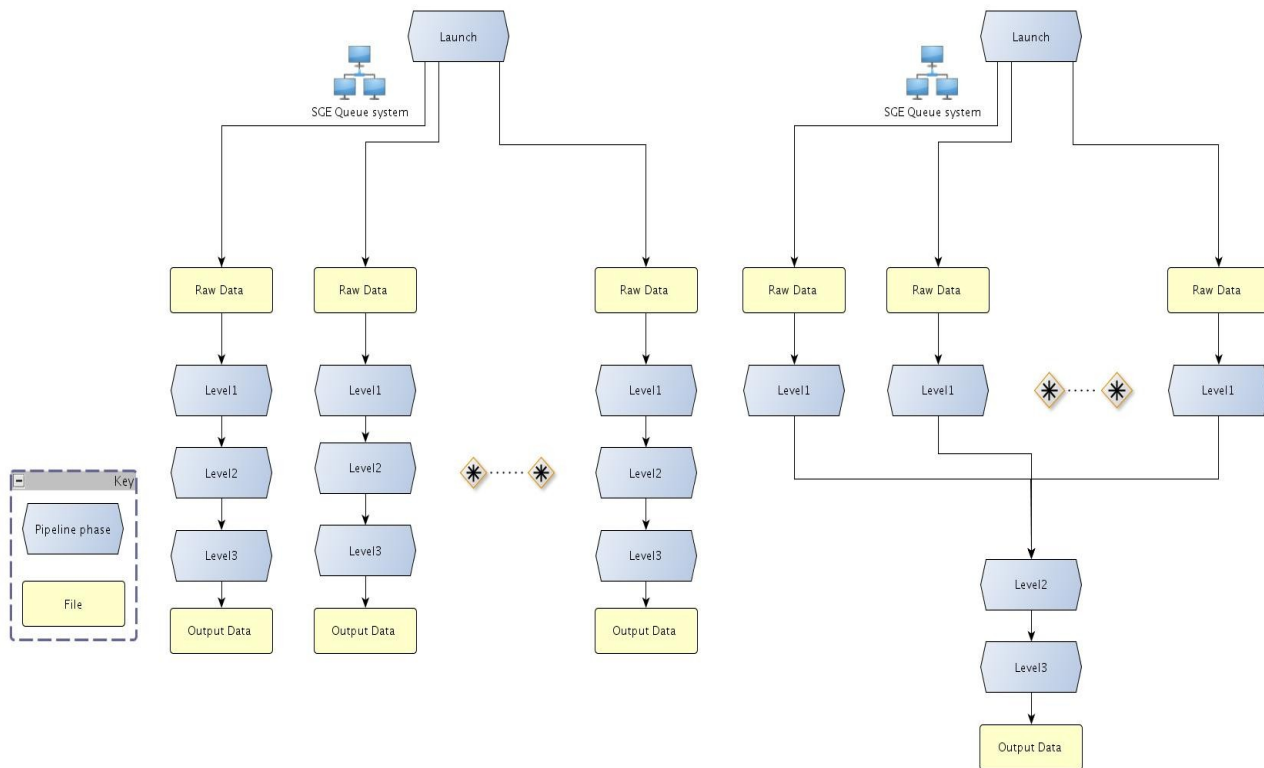 Launch
Launch
SGE Queue system
SGE Queue system
Raw Data
Raw Data
Raw Data
Raw Data
Raw Data
Raw Data
Level1
Level1
Level1
Level1
Level1
Level1
Level2
Level2
Level2
Key
Pipeline phase
File
Level3
Level3
Level3
Output Data
Output Data
Output Data
Level2
Level3
Output Data